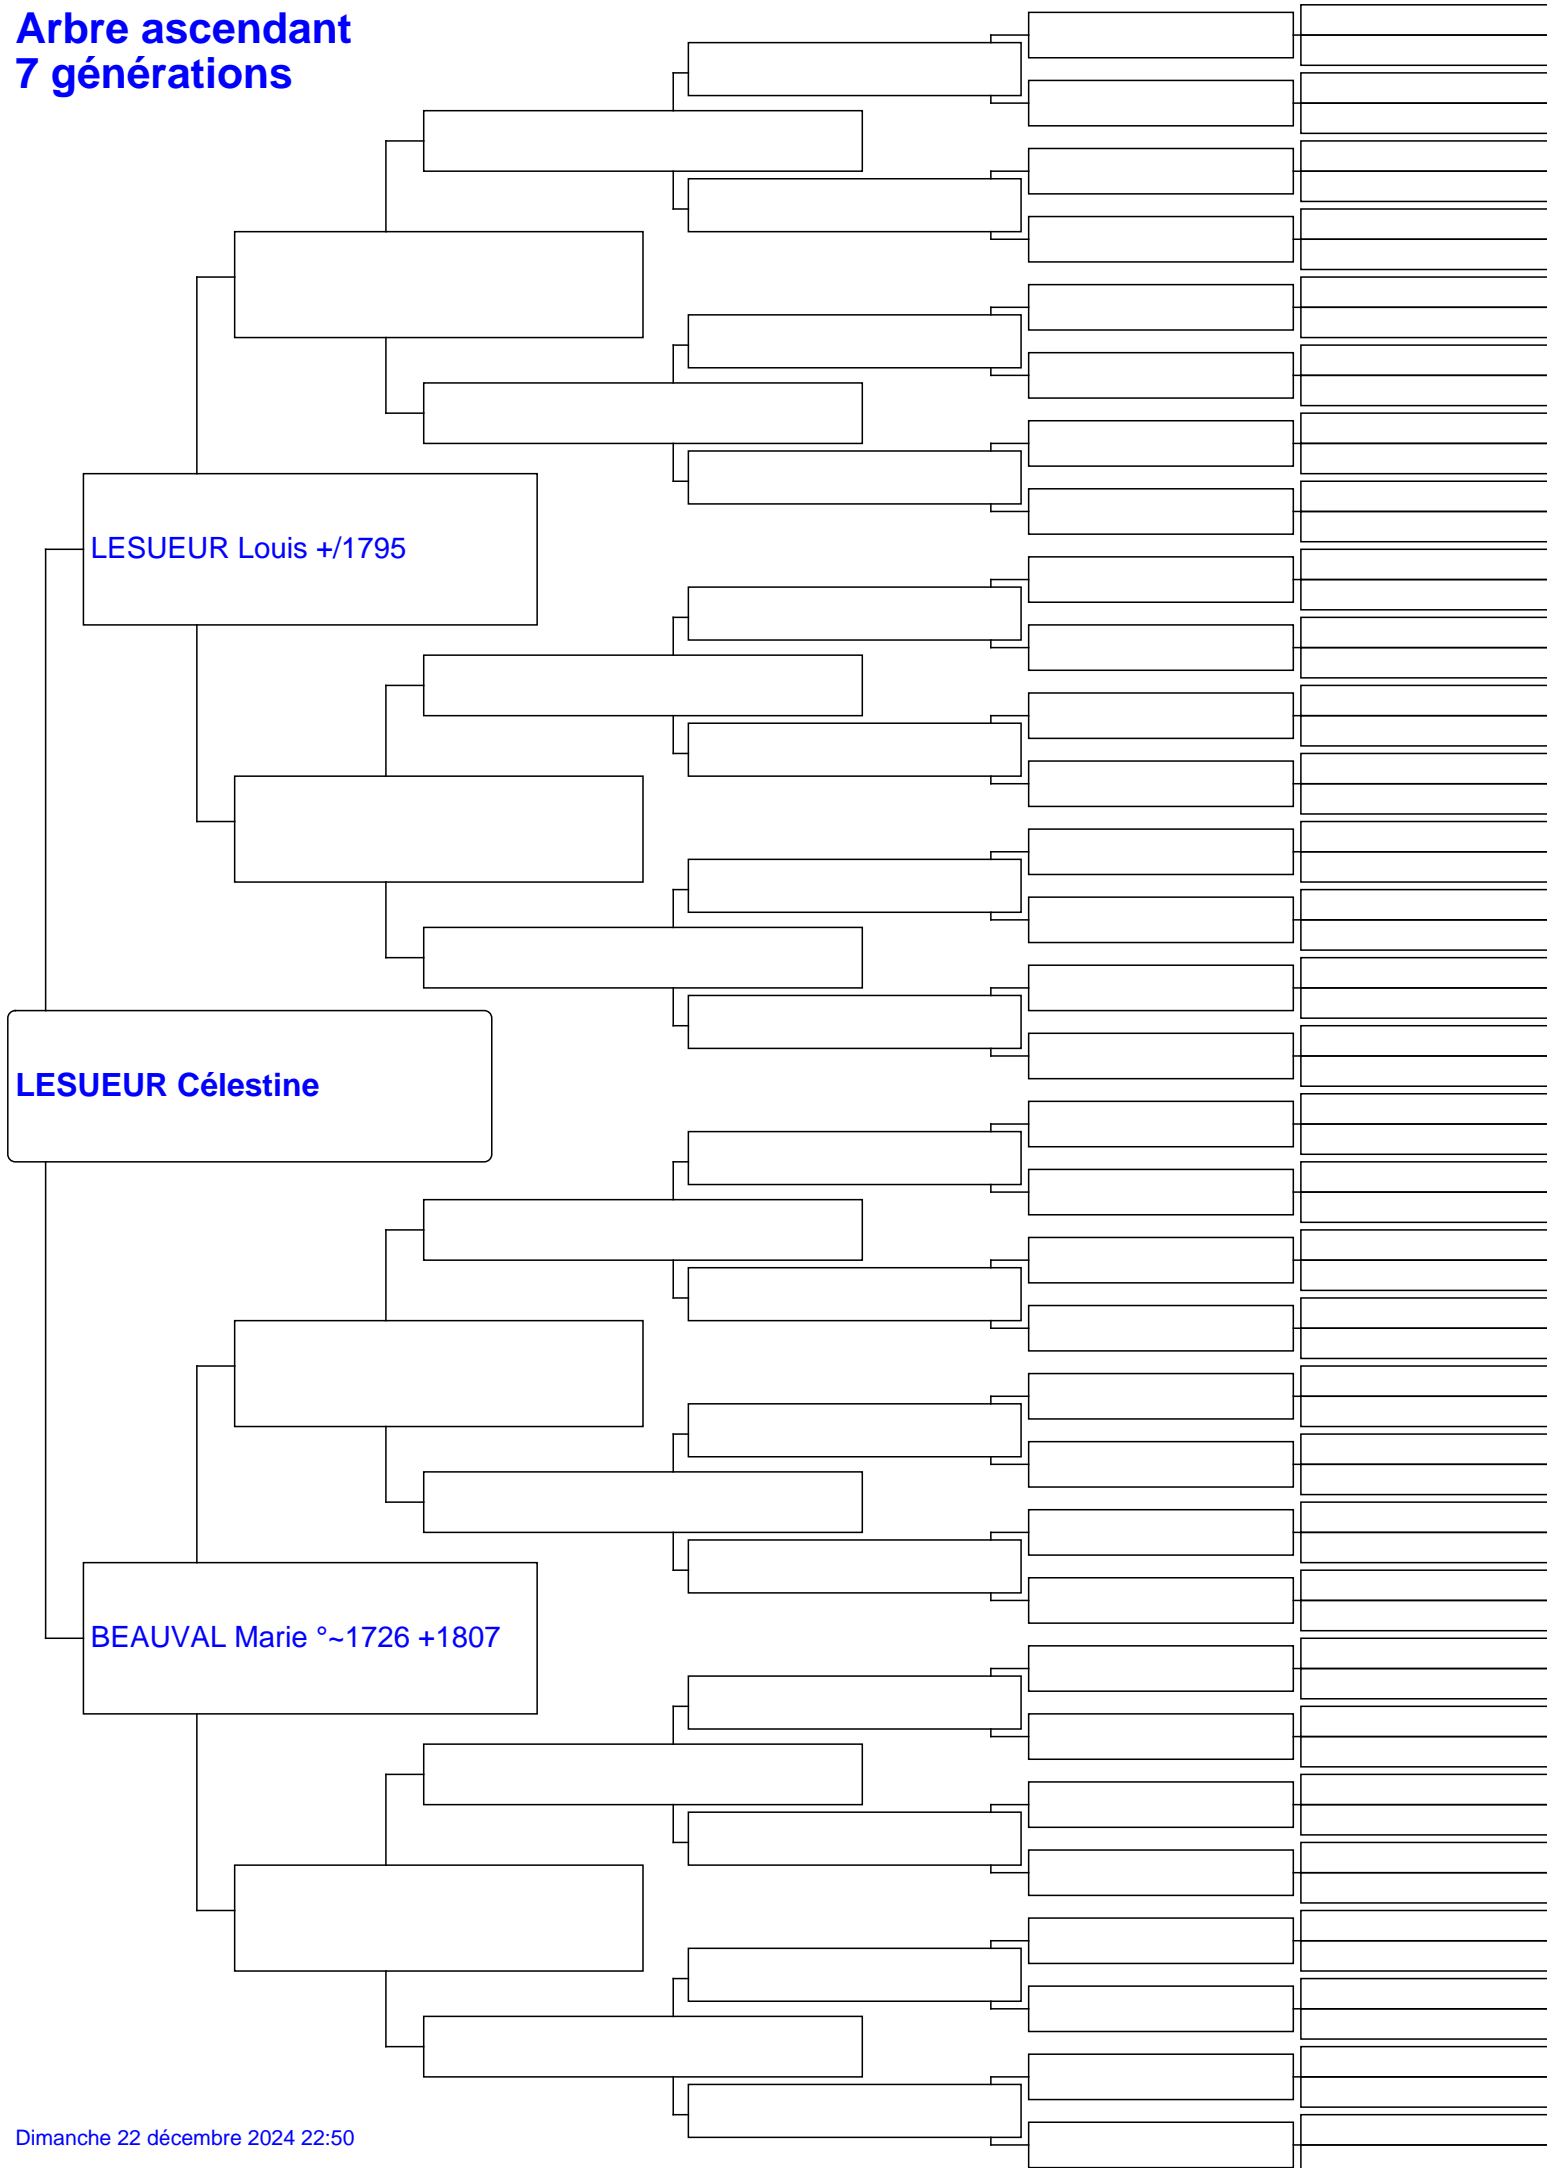 Arbre ascendant
7 générations
LESUEUR Louis +/1795
LESUEUR Célestine
BEAUVAL Marie °~1726 +1807
Dimanche 22 décembre 2024 22:50